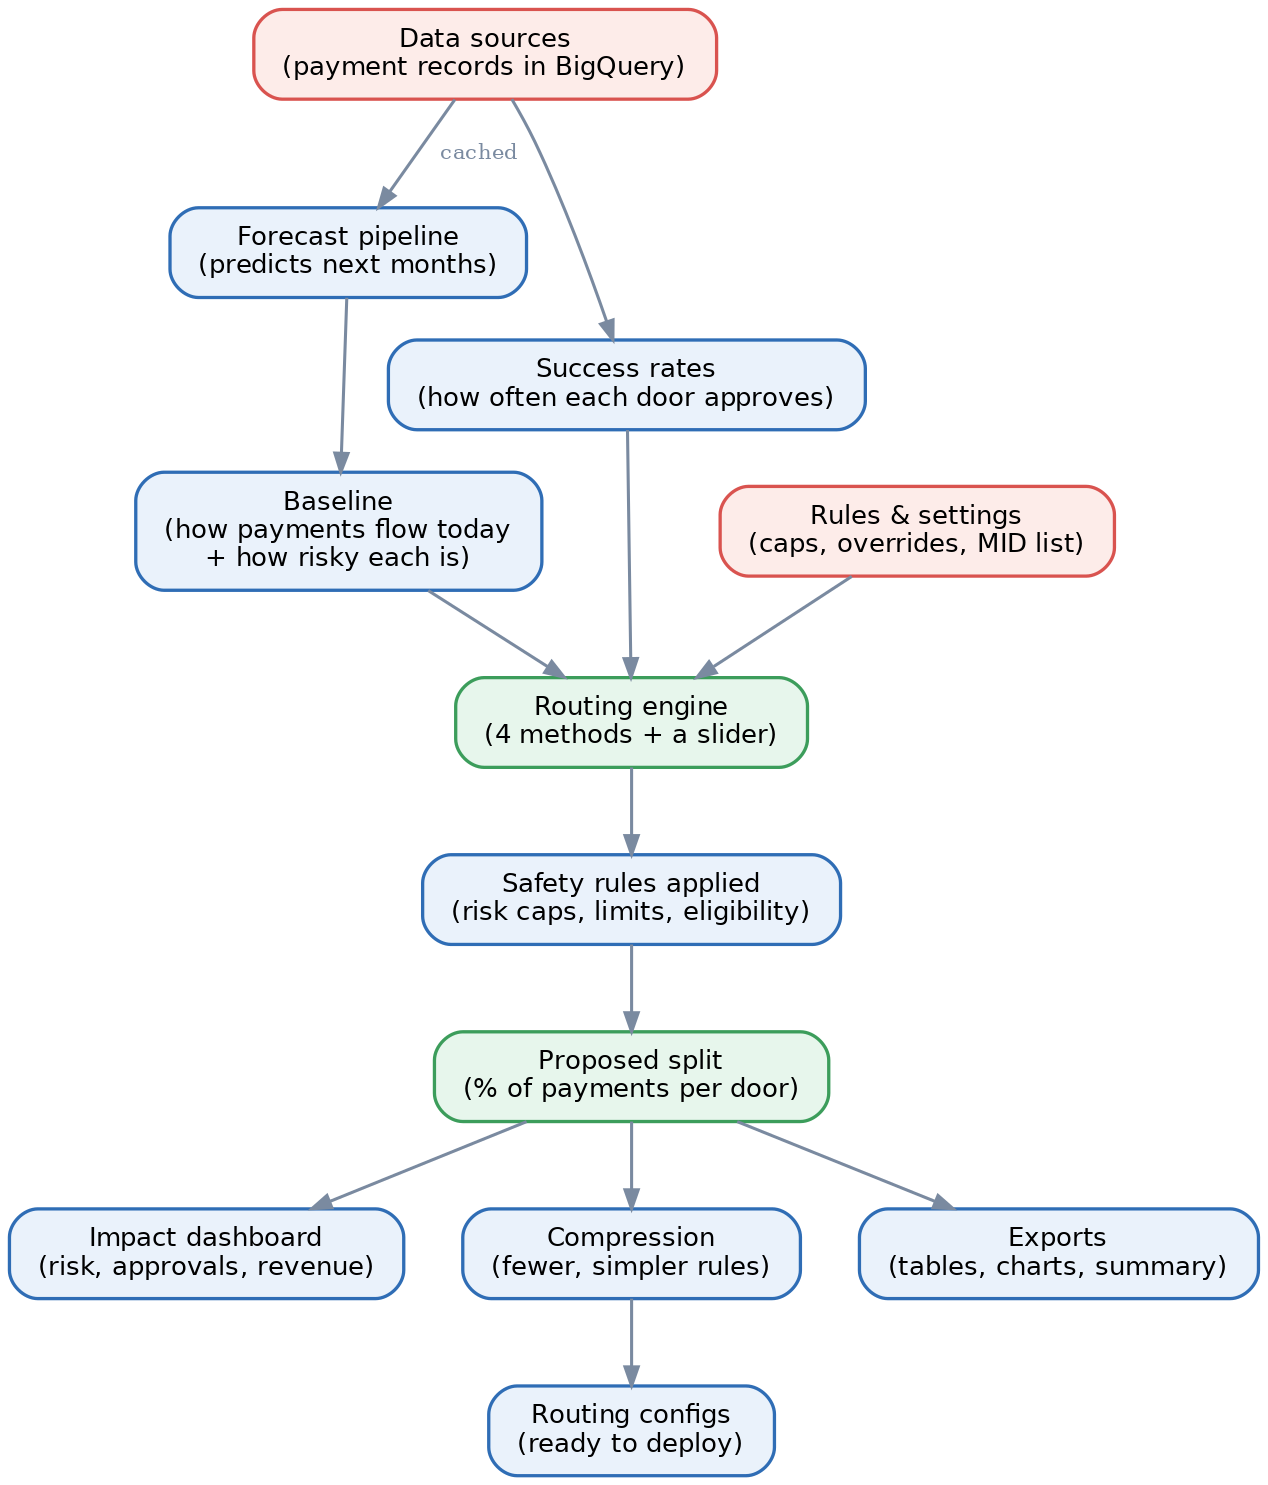 Data sources
(payment records in BigQuery)
cached
Forecast pipeline
(predicts next months)
Success rates
(how often each door approves)
Baseline
(how payments flow today
+ how risky each is)
Rules & settings
(caps, overrides, MID list)
Routing engine
(4 methods + a slider)
Safety rules applied
(risk caps, limits, eligibility)
Proposed split
(% of payments per door)
Impact dashboard
(risk, approvals, revenue)
Compression
(fewer, simpler rules)
Exports
(tables, charts, summary)
Routing configs
(ready to deploy)